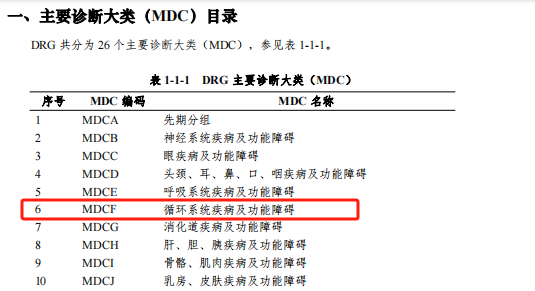 一、主要诊断大类（MDC）目录
DRG 共分为 26 个主要诊断大类（MDC），参见表 1-1-1。
表 1-1-1 DRG 主要诊断大类（MDC）
序号 MDC 编码 MDC 名称
1 MDCA 先期分组
2 MDCB 神经系统疾病及功能障碍
3 MDCC 眼疾病及功能障碍
4 MDCD 头颈、耳、鼻、口、咽疾病及功能障碍
5 MDCE 呼吸系统疾病及功能障碍
6 MDCF 循环系统疾病及功能障碍
7 MDCG 消化道疾病及功能障碍
8 MDCH 肝、胆、胰疾病及功能障碍
9 MDCI 骨骼、肌肉疾病及功能障碍
10 MDCJ 乳房、皮肤疾病及功能障碍